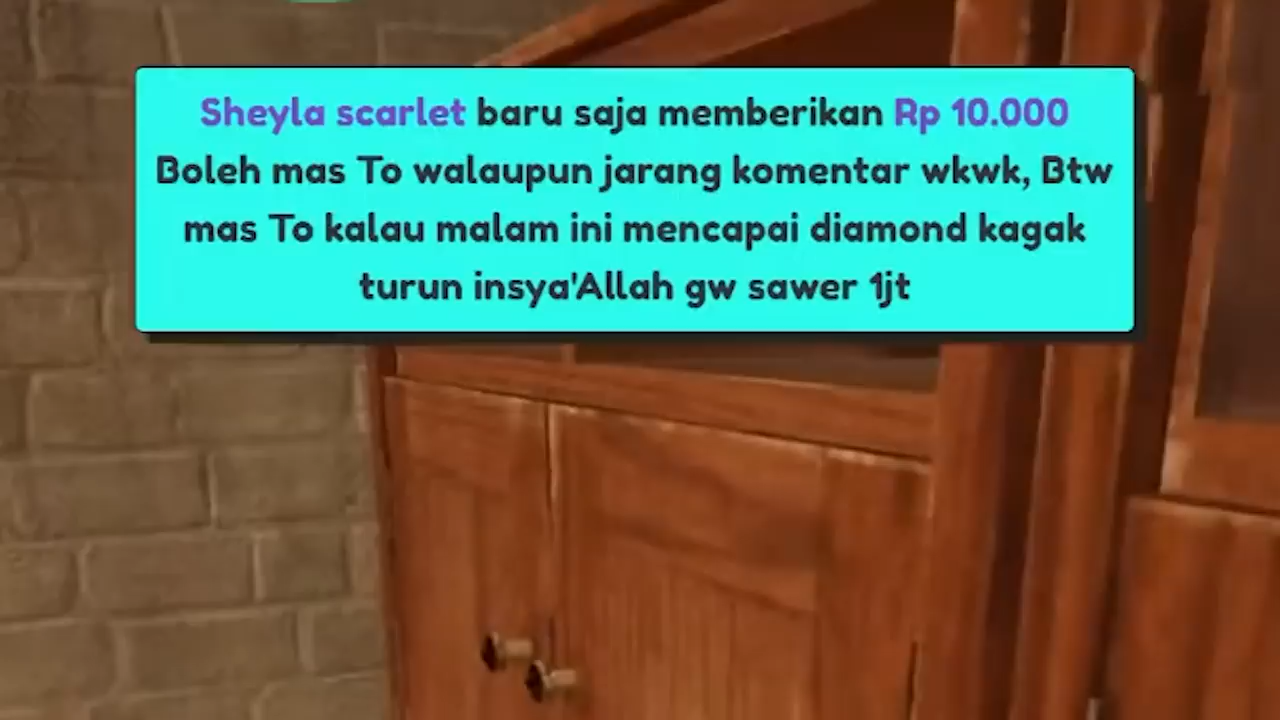 Sheyla scarlet baru saja memberikan Rp 10.000
Boleh mas To walaupun jarang komentar wkwk, Btw
mas To kalau malam ini mencapai diamond kagak
turun insya'Allah gw sawer 1jt